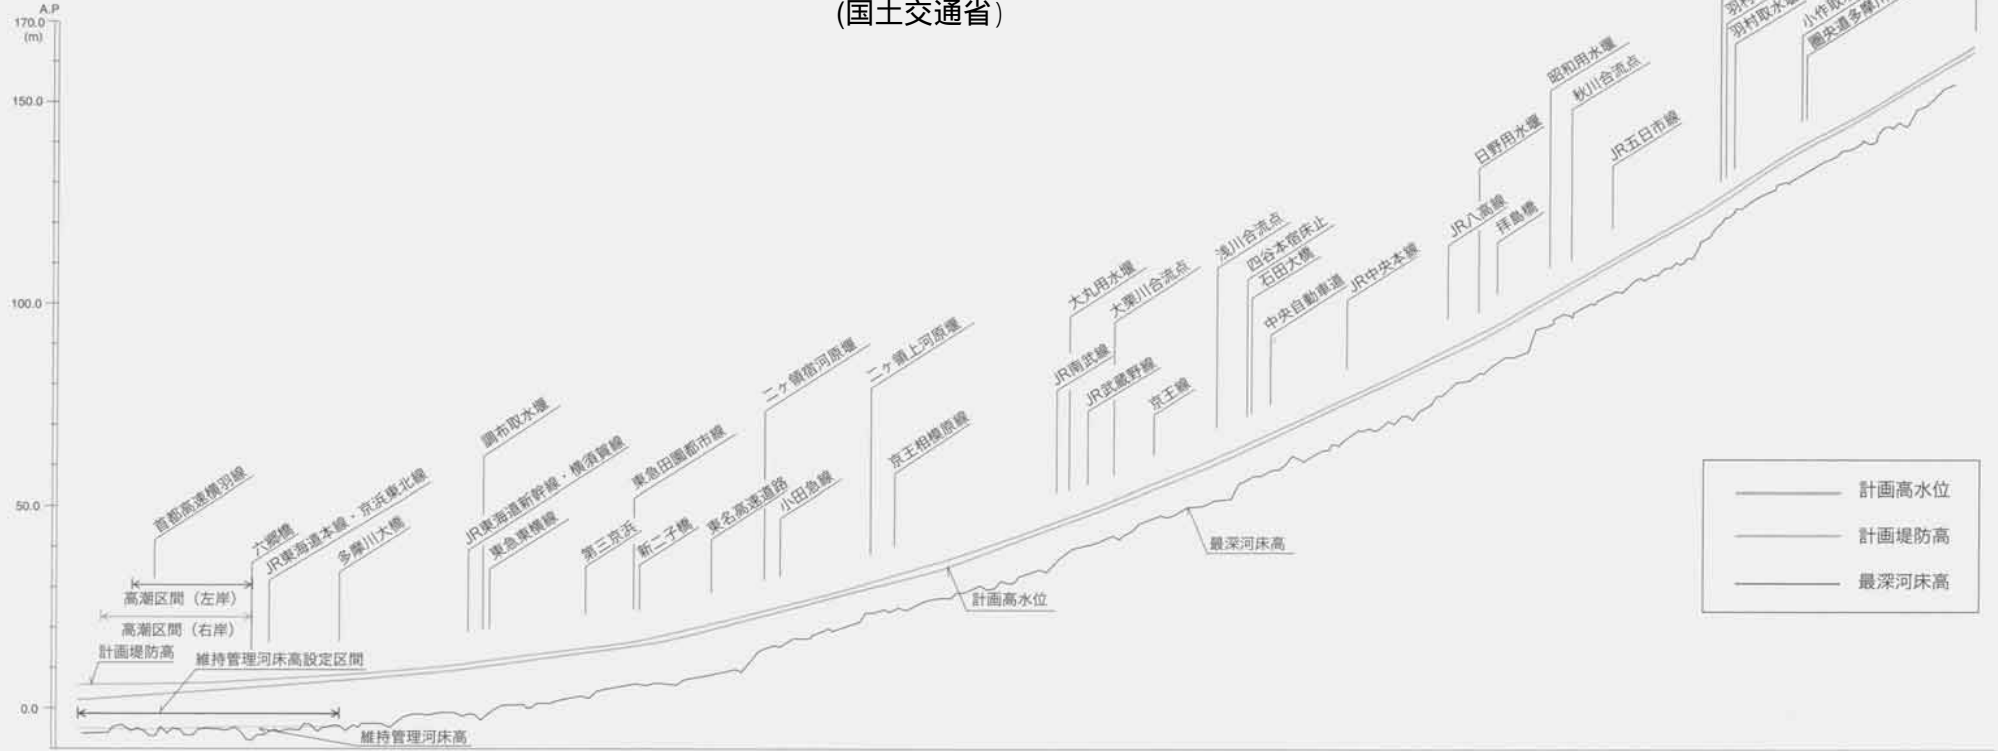 (国土交通省)
A.P
170.0
(m)
150.0
100.0
50.0
0.0
首都高速横羽線
六郷橋
JR東海道本線・京浜東北線
多摩川大橋
高潮区間（左岸）
高潮区間（右岸）
計画堤防高
維持管理河床高設定区間
維持管理河床高
調布取水堰
JR東海道新幹線・横須賀線
東急東横線
第三京浜
東急田園都市線
新二子橋
東名高速道路
二ヶ領宿河原堰
小田急線
二ヶ領上河原堰
京王相模原線
計画高水位
大丸用水堰
JR南武線
大栗川合流点
JR武蔵野線
京王線
最深河床高
浅川合流点
四谷本宿床止
石田大橋
中央自動車道
JR中央本線
日野用水堰
JR八高線
拝島橋
昭和用水堰
秋川合流点
JR五日市線
羽村取水堰
計画高水位
計画堤防高
最深河床高